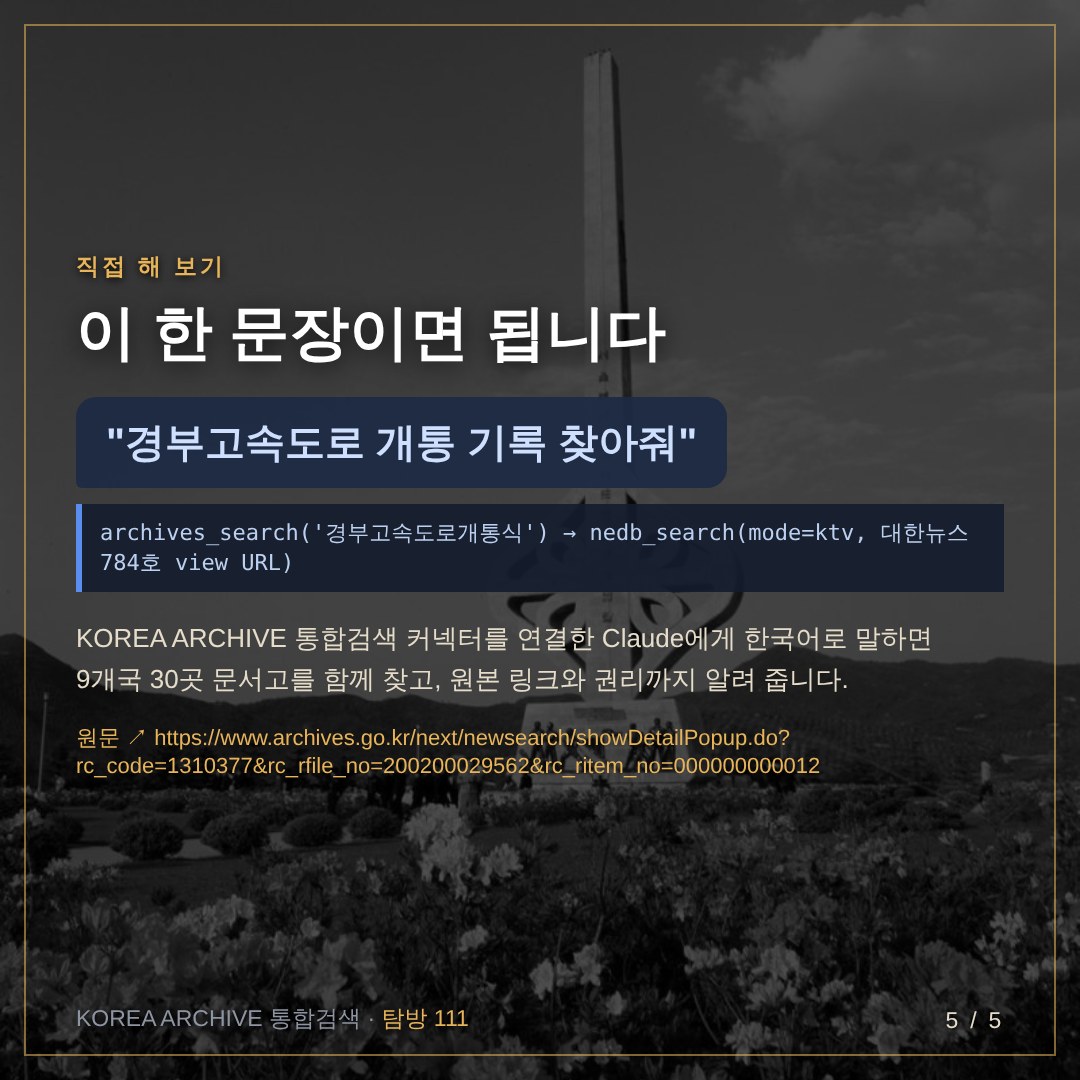 직접 해 보기
이 한 문장이면 됩니다
"경부고속도로 개통 기록 찾아줘"
archives_search('경부고속도로개통식') → nedb_search(mode=ktv, 대한뉴스
784호 view URL)
KOREA ARCHIVE 통합검색 커넥터를 연결한 Claude에게 한국어로 말하면
9개국 30곳 문서고를 함께 찾고, 원본 링크와 권리까지 알려 줍니다.
원문 ↗ https://www.archives.go.kr/next/newsearch/showDetailPopup.do?
rc_code=1310377&rc_rfile_no=200200029562&rc_ritem_no=000000000012
KOREA ARCHIVE 통합검색 · 탐방 111
5 / 5